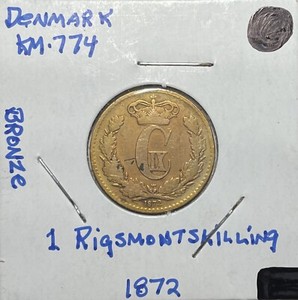 DENMARK
KM.774
BRONZE
1 RIGSMONTSKILLING
1872